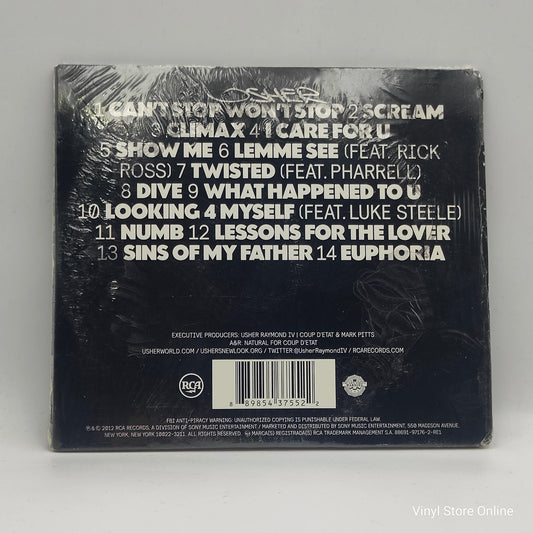 USHER
1 CAN'T STOP WON'T STOP 2 SCREAM
3 CLIMAX 4 I CARE FOR U
5 SHOW ME 6 LEMME SEE (FEAT. RICK
ROSS) 7 TWISTED (FEAT. PHARRELL)
8 DIVE 9 WHAT HAPPENED TO U
10 LOOKING 4 MYSELF (FEAT. LUKE STEELE)
11 NUMB 12 LESSONS FOR THE LOVER
13 SINS OF MY FATHER 14 EUPHORIA
EXECUTIVE PRODUCERS: USHER RAYMOND IV | COUP D'ETAT & MARK PITTS
A&R: NATURAL FOR COUP D'ETAT
USHERWORLD.COM / USHERSNEWLOOK.ORG / TWITTER @UsherRaymondIV / RCARECORDS.COM
RCA
8 89854 37552 2
FBI ANTI-PIRACY WARNING: UNAUTHORIZED COPYING IS PUNISHABLE UNDER FEDERAL LAW.
℗ & © 2012 RCA RECORDS, A DIVISION OF SONY MUSIC ENTERTAINMENT / MARKETED AND DISTRIBUTED BY SONY MUSIC ENTERTAINMENT, 550 MADISON AVENUE,
NEW YORK, NEW YORK 10022-3211. ALL RIGHTS RESERVED. MARCA(S) REGISTRADA(S) RCA TRADEMARK MANAGEMENT S.A. 88691-97176-2-RE1
Vinyl Store Online